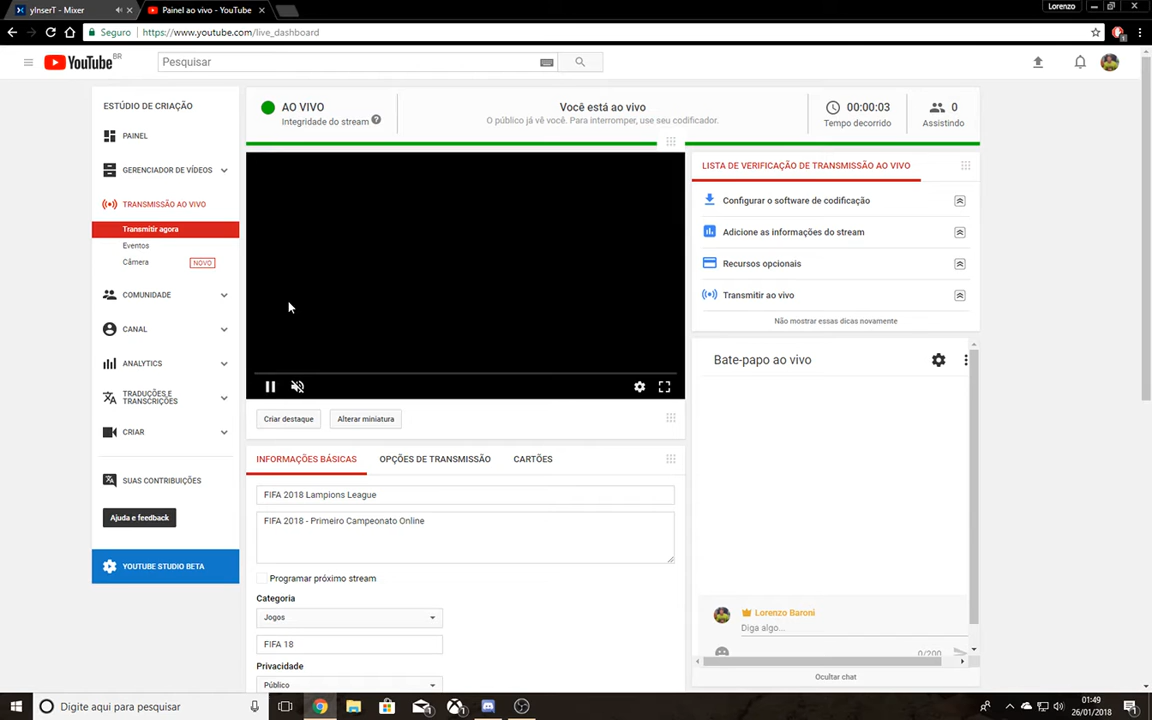 yInserT - Mixer
Painel ao vivo - YouTube
Lorenzo
Seguro
https://www.youtube.com/live_dashboard
YouTube BR
Pesquisar
ESTÚDIO DE CRIAÇÃO
PAINEL
GERENCIADOR DE VÍDEOS
TRANSMISSÃO AO VIVO
Transmitir agora
Eventos
Câmera
NOVO
COMUNIDADE
CANAL
ANALYTICS
TRADUÇÕES E
TRANSCRIÇÕES
CRIAR
SUAS CONTRIBUIÇÕES
Ajuda e feedback
YOUTUBE STUDIO BETA
AO VIVO
Integridade do stream ?
Você está ao vivo
O público já vê você. Para interromper, use seu codificador.
00:00:03
Tempo decorrido
0
Assistindo
Criar destaque
Alterar miniatura
INFORMAÇÕES BÁSICAS
OPÇÕES DE TRANSMISSÃO
CARTÕES
FIFA 2018 Lampions League
FIFA 2018 - Primeiro Campeonato Online
Programar próximo stream
Categoria
Jogos
FIFA 18
Privacidade
Público
LISTA DE VERIFICAÇÃO DE TRANSMISSÃO AO VIVO
Configurar o software de codificação
Adicione as informações do stream
Recursos opcionais
Transmitir ao vivo
Não mostrar essas dicas novamente
Bate-papo ao vivo
Lorenzo Baroni
Diga algo...
0/200
Ocultar chat
Digite aqui para pesquisar
01:49
26/01/2018